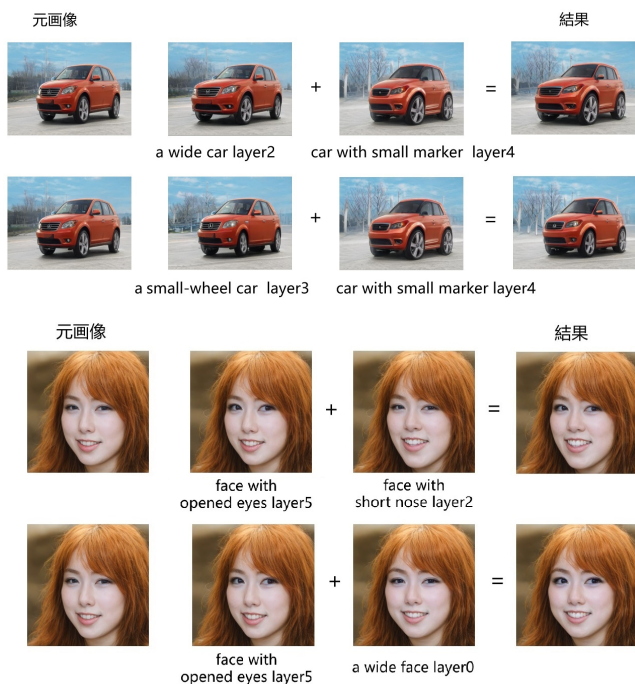 元画像 結果
+ =
a wide car layer2 car with small marker layer4
+ =
a small-wheel car layer3 car with small marker layer4
元画像 結果
+ =
face with face with
opened eyes layer5 short nose layer2
+ =
face with
opened eyes layer5 a wide face layer0